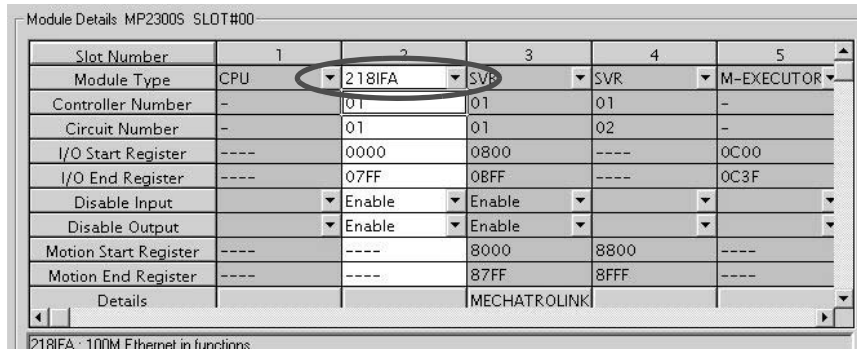 Module Details MP2300S SLOT#00
Slot Number 1 2 3 4 5
Module Type CPU 218IFA SVB SVR M-EXECUTOR
Controller Number - 01 01 01 -
Circuit Number - 01 01 02 -
I/O Start Register ---- 0000 0800 ---- 0C00
I/O End Register ---- 07FF 0BFF ---- 0C3F
Disable Input Enable Enable
Disable Output Enable Enable
Motion Start Register ---- ---- 8000 8800 ----
Motion End Register ---- ---- 87FF 8FFF ----
Details MECHATROLINK
218IFA : 100M Ethernet in functions